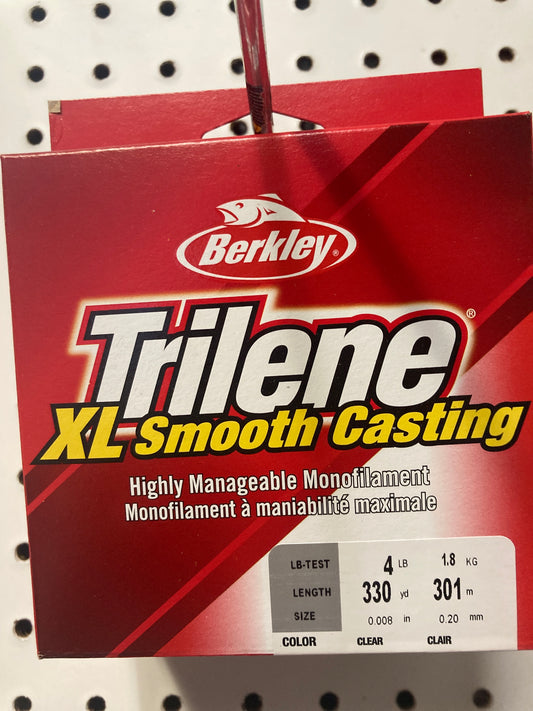 Berkley®
Trilene®
XL Smooth Casting
Highly Manageable Monofilament
Monofilament à maniabilité maximale
LB-TEST 4 LB 1.8 KG
LENGTH 330 yd 301 m
SIZE 0.008 in 0.20 mm
COLOR CLEAR CLAIR